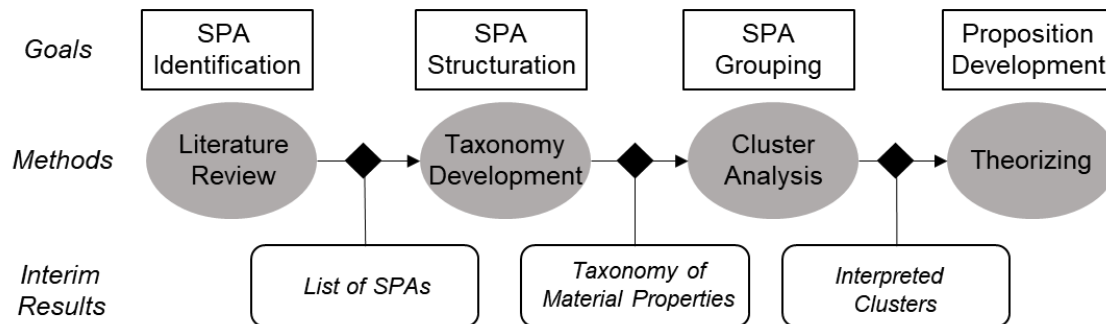 Goals
SPA
Identification
SPA
Structuration
SPA
Grouping
Proposition
Development
Methods
Literature
Review
Taxonomy
Development
Cluster
Analysis
Theorizing
Interim
Results
List of SPAs
Taxonomy of
Material Properties
Interpreted
Clusters